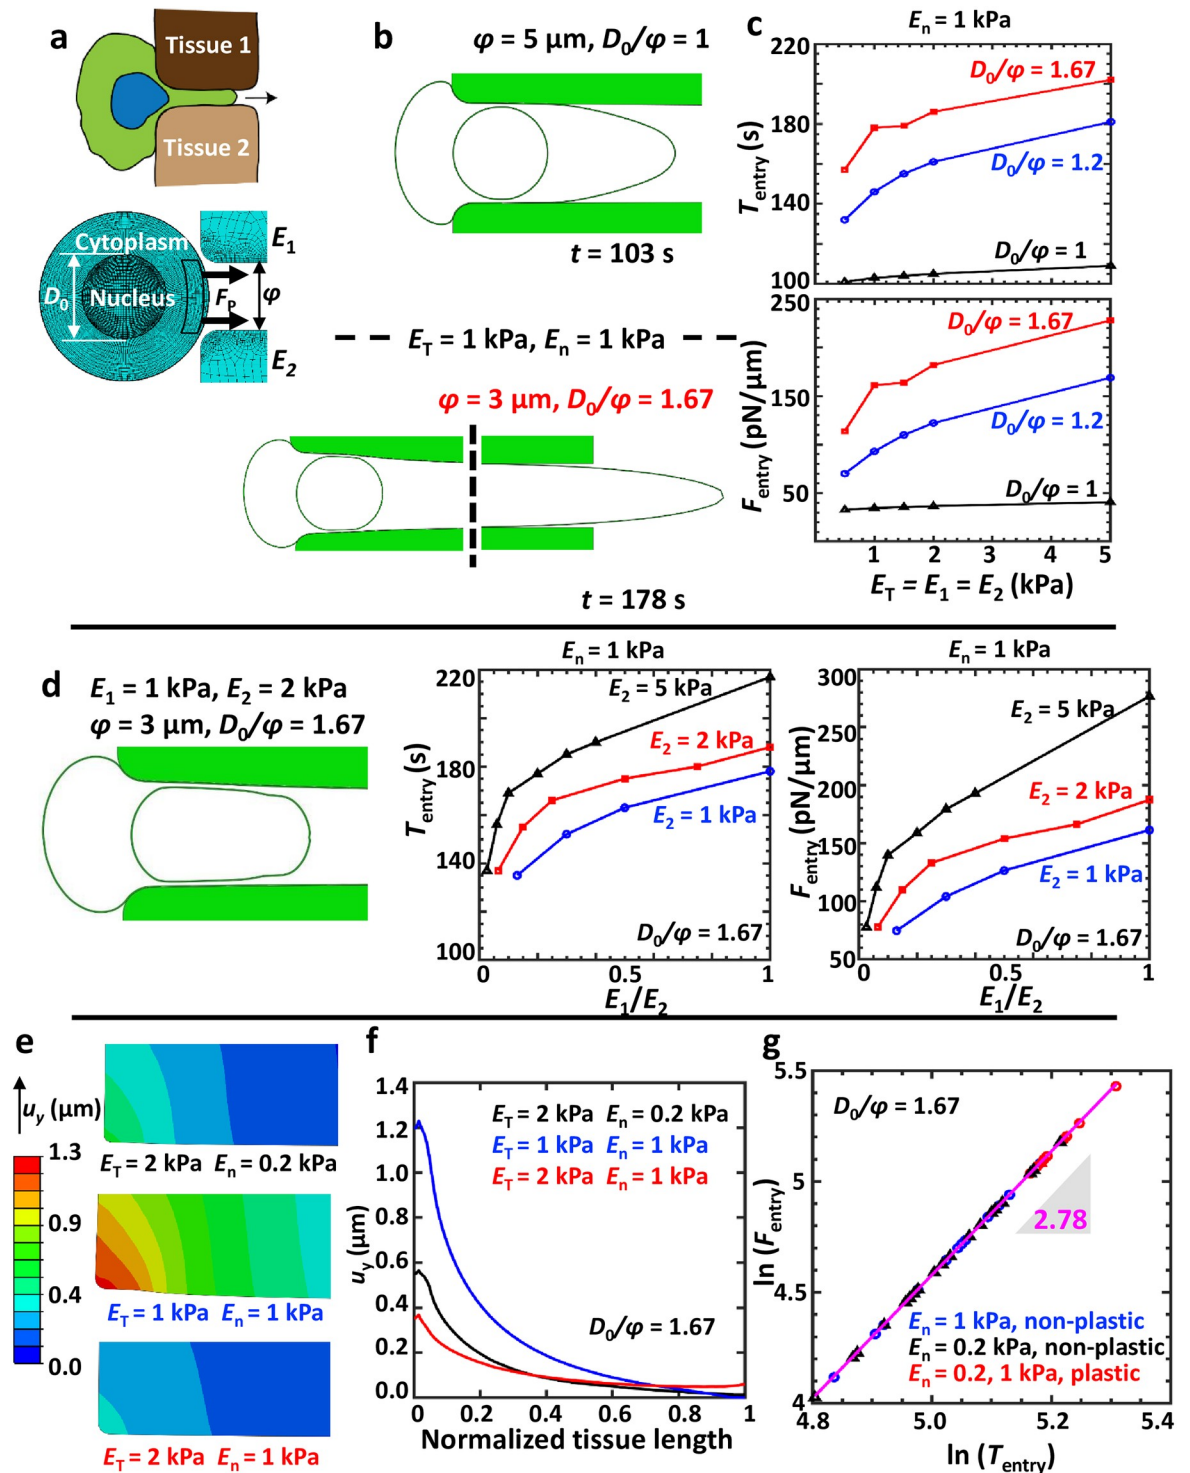 a
Tissue 1
Tissue 2
Cytoplasm
Nucleus
D0
FP
φ
E1
E2
b
φ = 5 μm, D0/φ = 1
t = 103 s
ET = 1 kPa, En = 1 kPa
φ = 3 μm, D0/φ = 1.67
t = 178 s
c
En = 1 kPa
220
180
140
100
Tentry (s)
D0/φ = 1.67
D0/φ = 1.2
D0/φ = 1
250
150
50
Fentry (pN/μm)
D0/φ = 1.67
D0/φ = 1.2
D0/φ = 1
1 2 3 4 5
ET = E1 = E2 (kPa)
d
E1 = 1 kPa, E2 = 2 kPa
φ = 3 μm, D0/φ = 1.67
En = 1 kPa
220
180
140
100
Tentry (s)
E2 = 5 kPa
E2 = 2 kPa
E2 = 1 kPa
D0/φ = 1.67
0 0.5 1
E1/E2
En = 1 kPa
300
250
200
150
100
50
Fentry (pN/μm)
E2 = 5 kPa
E2 = 2 kPa
E2 = 1 kPa
D0/φ = 1.67
0 0.5 1
E1/E2
e
uy (μm)
1.3
0.9
0.4
0.0
ET = 2 kPa En = 0.2 kPa
ET = 1 kPa En = 1 kPa
ET = 2 kPa En = 1 kPa
f
1.4
1.2
1.0
0.8
0.6
0.4
0.2
0.0
uy (μm)
ET = 2 kPa En = 0.2 kPa
ET = 1 kPa En = 1 kPa
ET = 2 kPa En = 1 kPa
D0/φ = 1.67
0 0.2 0.4 0.6 0.8 1
Normalized tissue length
g
5.5
5
4.5
4
ln (Fentry)
D0/φ = 1.67
2.78
En = 1 kPa, non-plastic
En = 0.2 kPa, non-plastic
En = 0.2, 1 kPa, plastic
4.8 5.0 5.2 5.4
ln (Tentry)